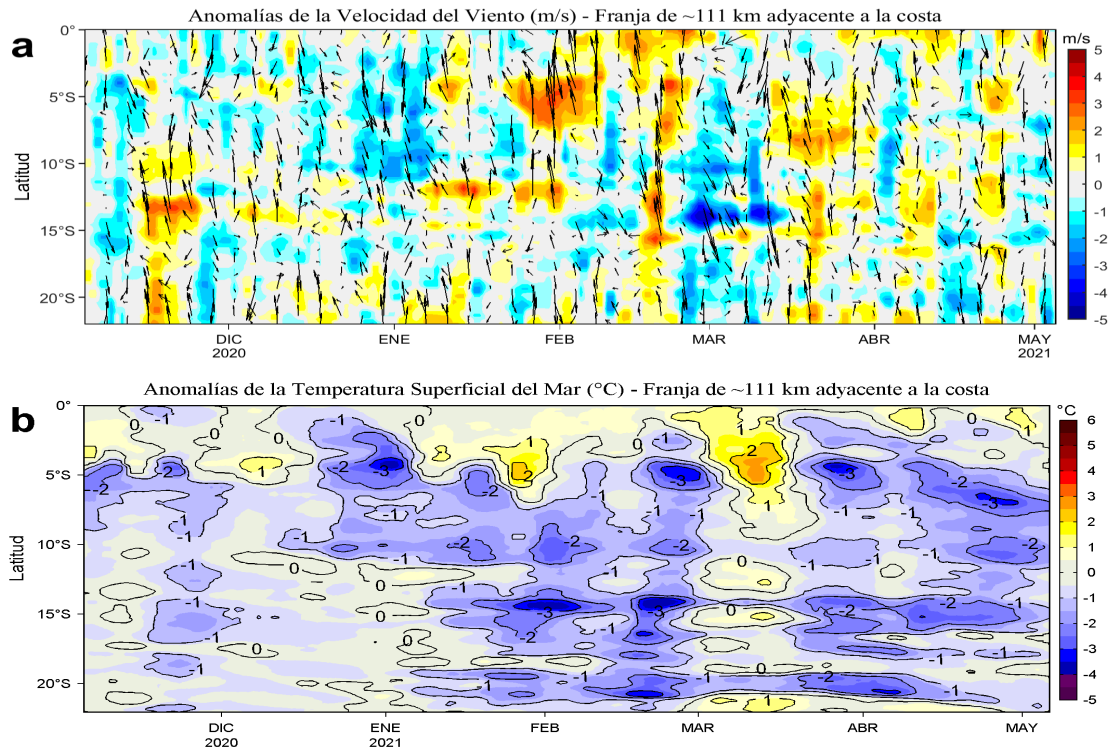 Anomalías de la Velocidad del Viento (m/s) - Franja de ~111 km adyacente a la costa
a
m/s
0°
5°S
10°S
15°S
20°S
Latitud
5
4
3
2
1
0
-1
-2
-3
-4
-5
DIC
2020
ENE
FEB
MAR
ABR
MAY
2021
Anomalías de la Temperatura Superficial del Mar (°C) - Franja de ~111 km adyacente a la costa
b
°C
0°
5°S
10°S
15°S
20°S
Latitud
6
5
4
3
2
1
0
-1
-2
-3
-4
-5
DIC
2020
ENE
2021
FEB
MAR
ABR
MAY